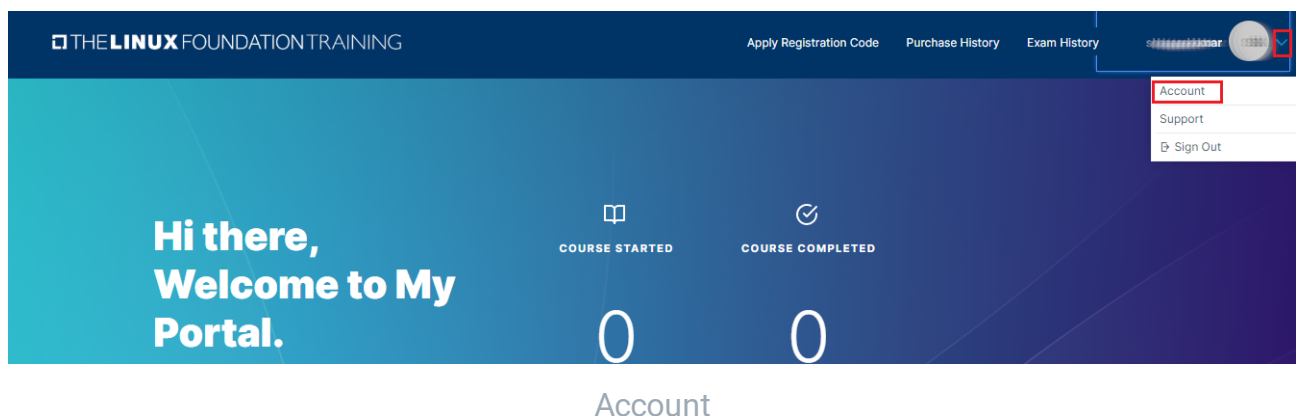 THE LINUX FOUNDATION TRAINING
Apply Registration Code Purchase History Exam History
Account
Support
Sign Out
COURSE STARTED COURSE COMPLETED
Hi there,
Welcome to My
Portal.
0 0
Account